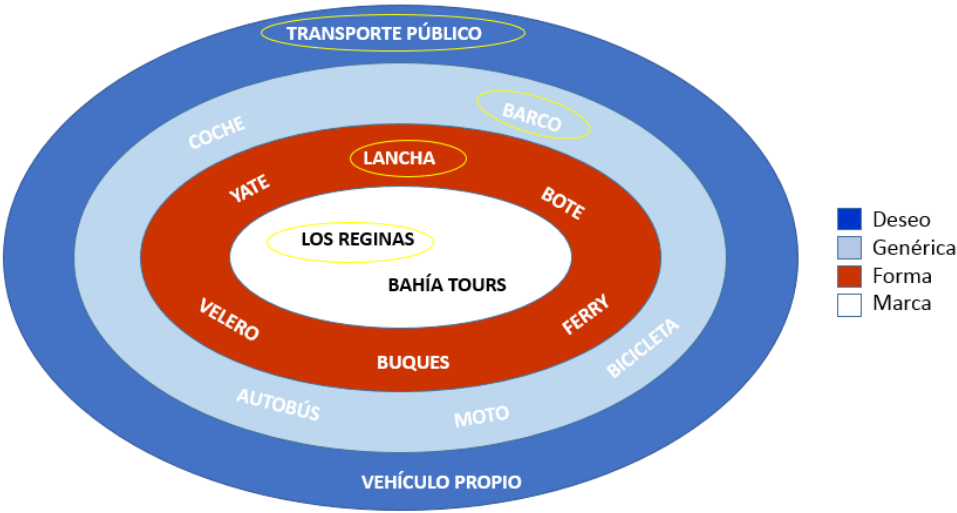 TRANSPORTE PÚBLICO
COCHE
BARCO
LANCHA
YATE
BOTE
LOS REGINAS
BAHÍA TOURS
VELERO
FERRY
BUQUES
BICICLETA
AUTOBÚS
MOTO
VEHÍCULO PROPIO
Deseo
Genérica
Forma
Marca